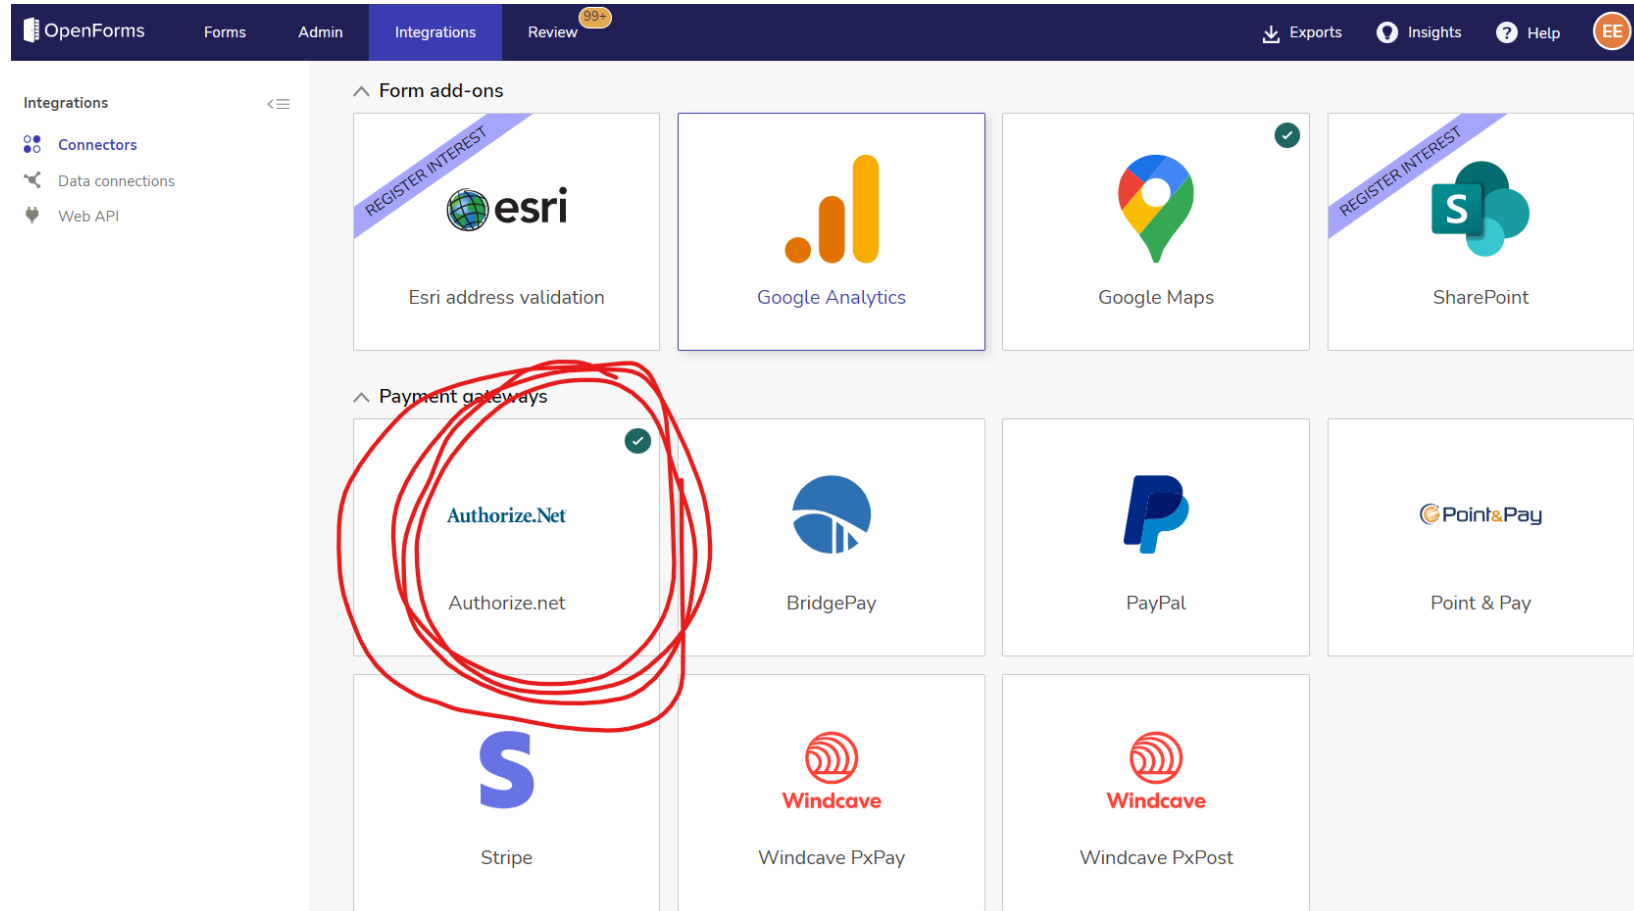 OpenForms Forms Admin Integrations Review 99+ Exports Insights ? Help EE
Integrations
Connectors
Data connections
Web API
Form add-ons
REGISTER INTEREST
esri
Esri address validation
Google Analytics
Google Maps
REGISTER INTEREST
S
SharePoint
Payment gateways
Authorize.Net
Authorize.net
BridgePay
PayPal
Point&Pay
Point & Pay
Stripe
Windcave
Windcave PxPay
Windcave
Windcave PxPost